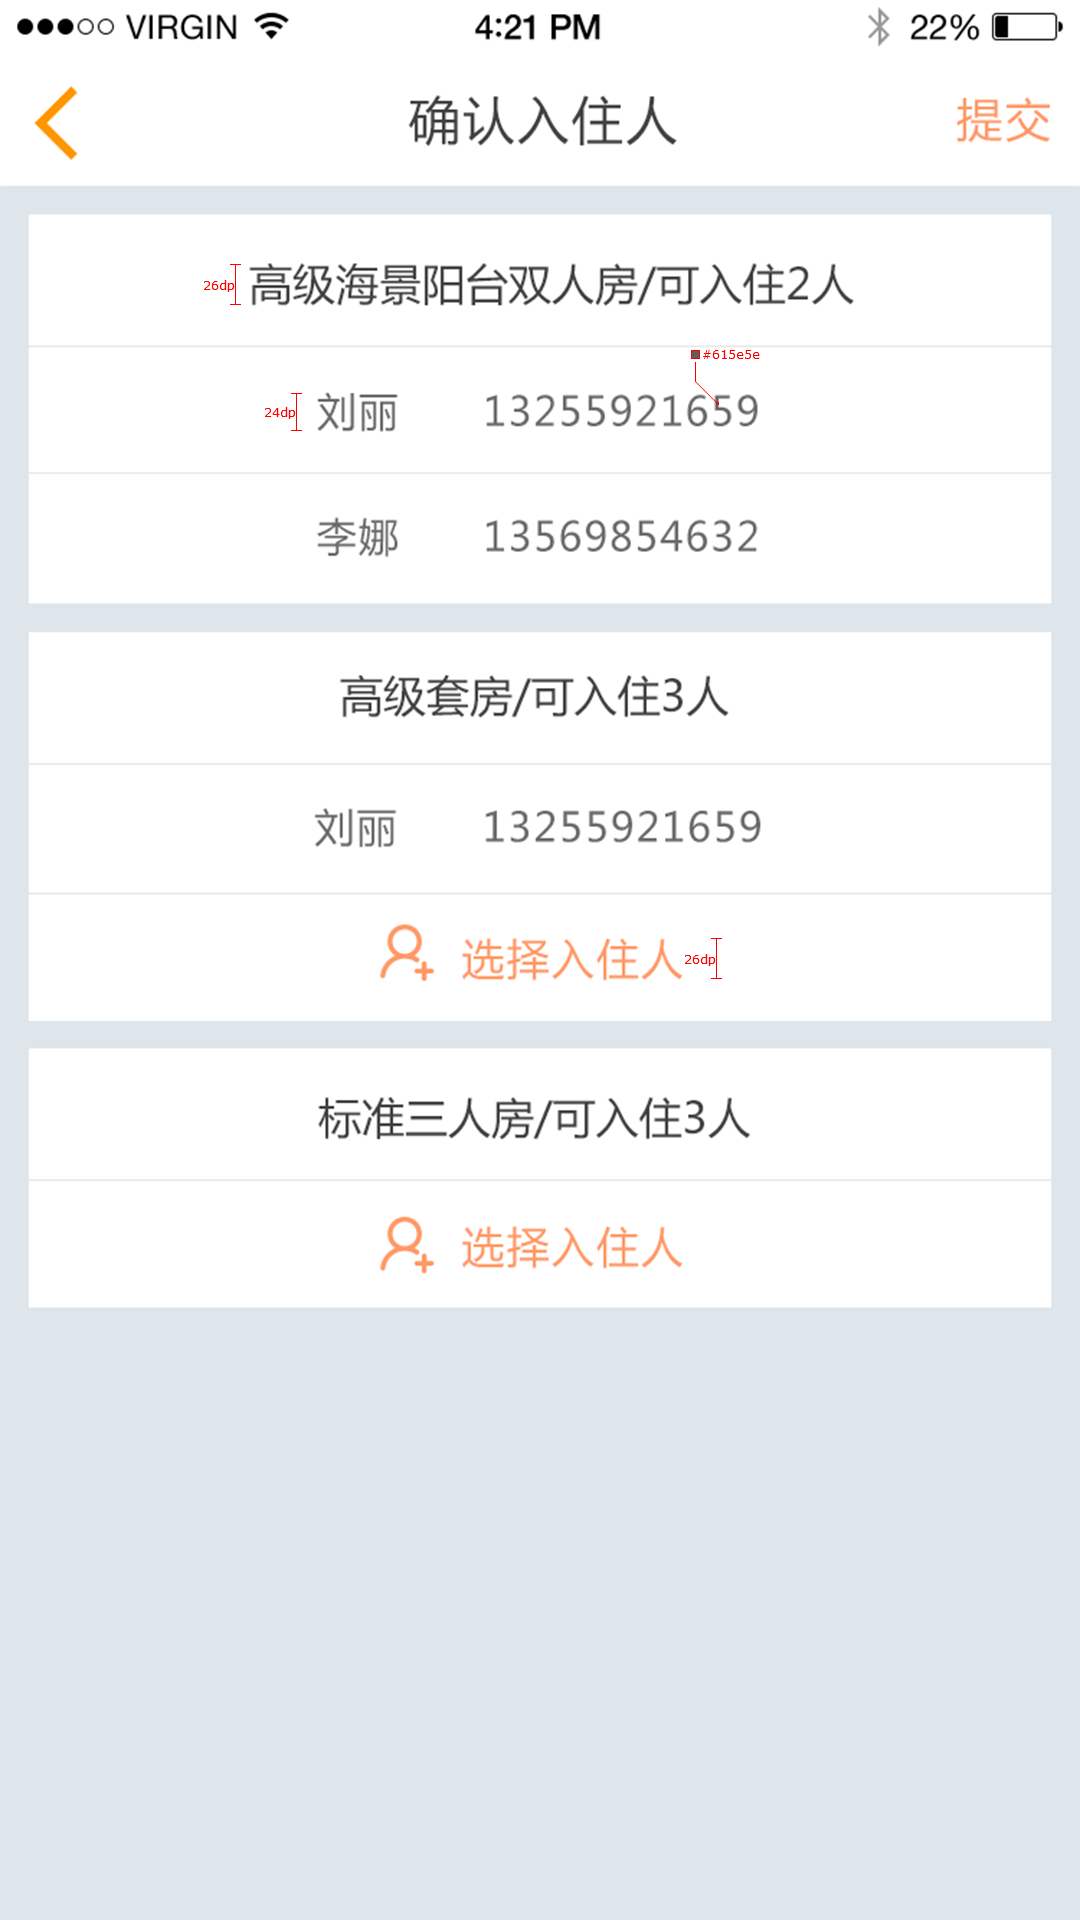 VIRGIN 4:21 PM 22%
确认入住人 提交
26dp 高级海景阳台双人房/可入住2人
#615e5e
24dp 刘丽 13255921659
李娜 13569854632
高级套房/可入住3人
刘丽 13255921659
选择入住人 26dp
标准三人房/可入住3人
选择入住人